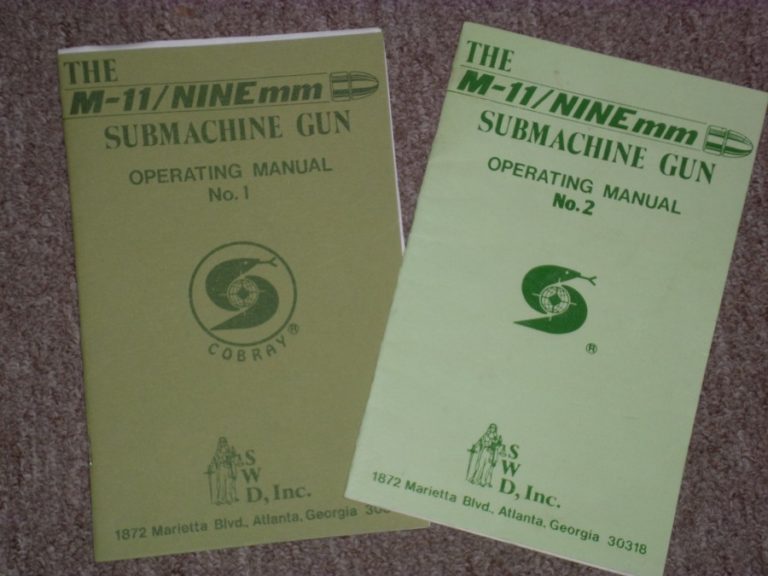 THE
M-11/NINEmm
SUBMACHINE GUN
OPERATING MANUAL
No. 1
COBRAY®
S
W
D, Inc.
1872 Marietta Blvd., Atlanta, Georgia
THE
M-11/NINEmm
SUBMACHINE GUN
OPERATING MANUAL
No. 2
®
S
W
D, Inc.
1872 Marietta Blvd., Atlanta, Georgia 30318